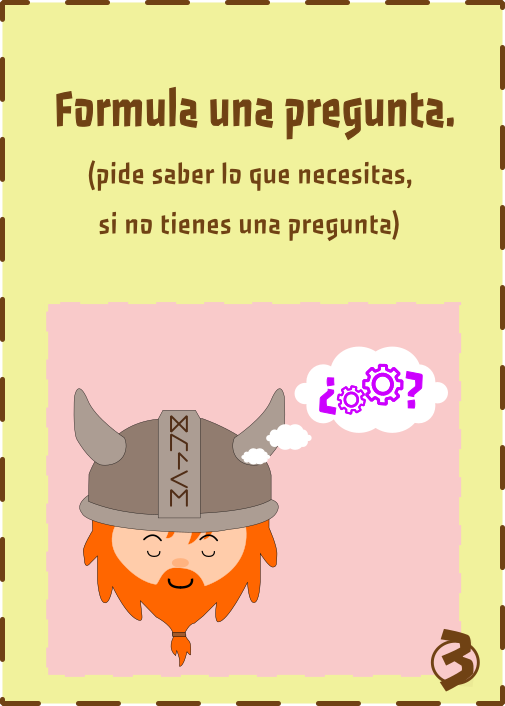 Formula una pregunta.
(pide saber lo que necesitas,
si no tienes una pregunta)
¿ ?
3